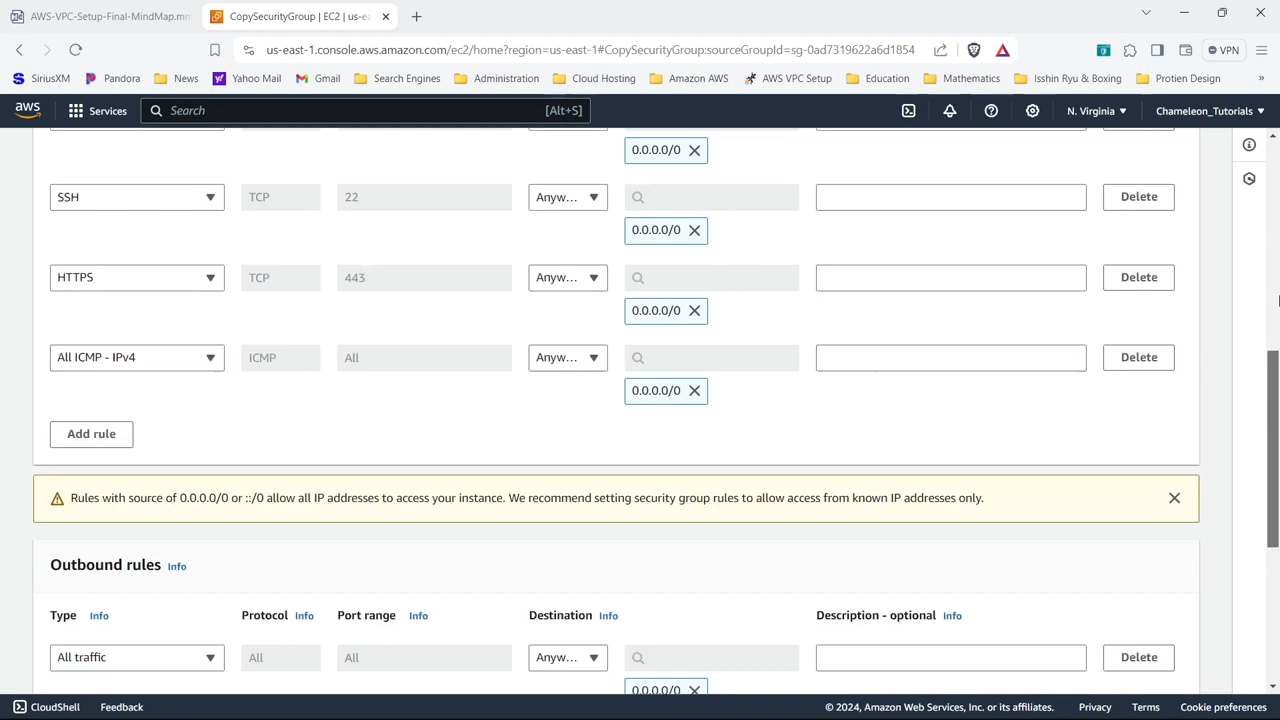 AWS-VPC-Setup-Final-MindMap.mm
CopySecurityGroup | EC2 | us-ea
us-east-1.console.aws.amazon.com/ec2/home?region=us-east-1#CopySecurityGroup:sourceGroupId=sg-0ad7319622a6d1854
VPN
SiriusXM
Pandora
News
Yahoo Mail
Gmail
Search Engines
Administration
Cloud Hosting
Amazon AWS
AWS VPC Setup
Education
Mathematics
Isshin Ryu & Boxing
Protien Design
»
aws
Services
Search
[Alt+S]
N. Virginia
Chameleon_Tutorials
0.0.0.0/0
SSH
TCP
22
Anyw...
Delete
0.0.0.0/0
HTTPS
TCP
443
Anyw...
Delete
0.0.0.0/0
All ICMP - IPv4
ICMP
All
Anyw...
Delete
0.0.0.0/0
Add rule
Rules with source of 0.0.0.0/0 or ::/0 allow all IP addresses to access your instance. We recommend setting security group rules to allow access from known IP addresses only.
Outbound rules Info
Type Info
Protocol Info
Port range Info
Destination Info
Description - optional Info
All traffic
All
All
Anyw...
Delete
0.0.0.0/0
CloudShell
Feedback
© 2024, Amazon Web Services, Inc. or its affiliates.
Privacy
Terms
Cookie preferences